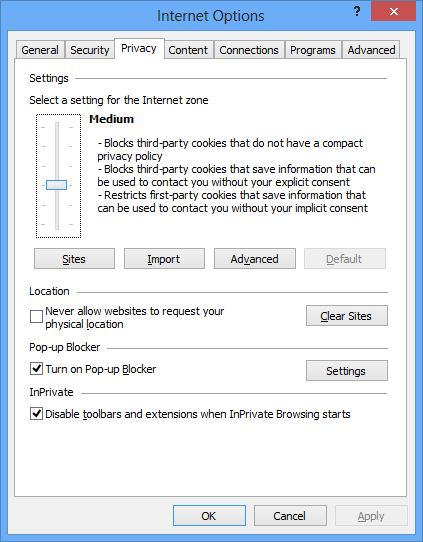 Internet Options
?
General Security Privacy Content Connections Programs Advanced
Settings
Select a setting for the Internet zone
Medium
- Blocks third-party cookies that do not have a compact
privacy policy
- Blocks third-party cookies that save information that can
be used to contact you without your explicit consent
- Restricts first-party cookies that save information that
can be used to contact you without your implicit consent
Sites Import Advanced Default
Location
Never allow websites to request your
physical location
Clear Sites
Pop-up Blocker
Turn on Pop-up Blocker
Settings
InPrivate
Disable toolbars and extensions when InPrivate Browsing starts
OK Cancel Apply